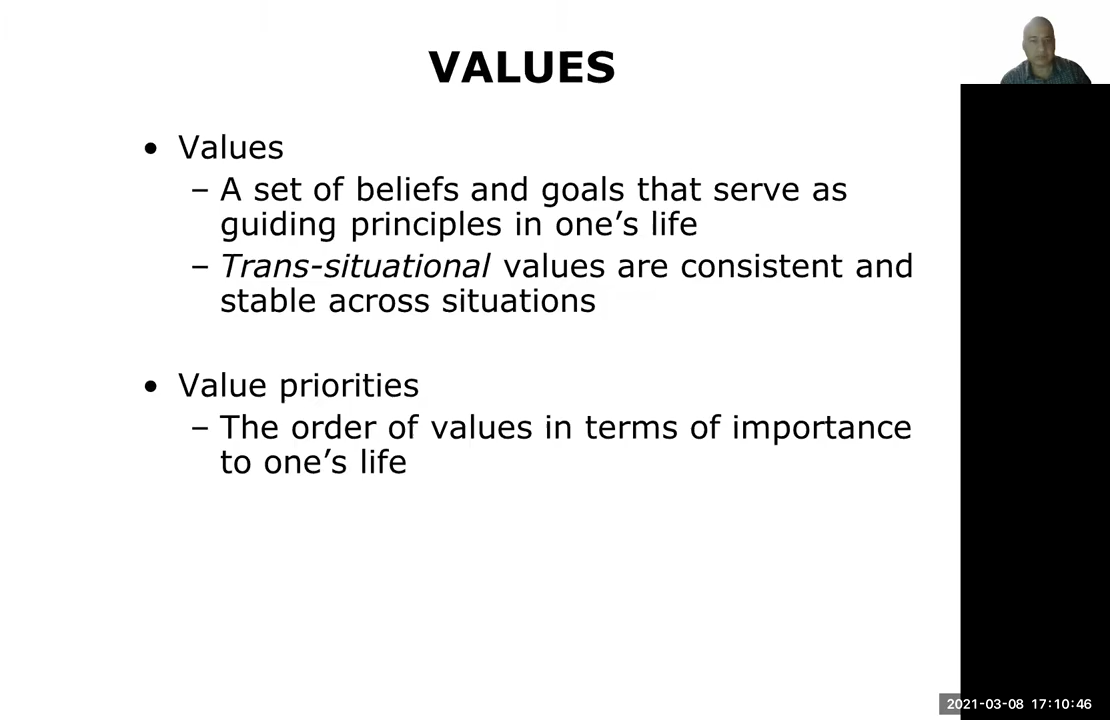 VALUES
• Values
– A set of beliefs and goals that serve as
guiding principles in one’s life
– Trans-situational values are consistent and
stable across situations
• Value priorities
– The order of values in terms of importance
to one’s life
2021-03-08 17:10:46